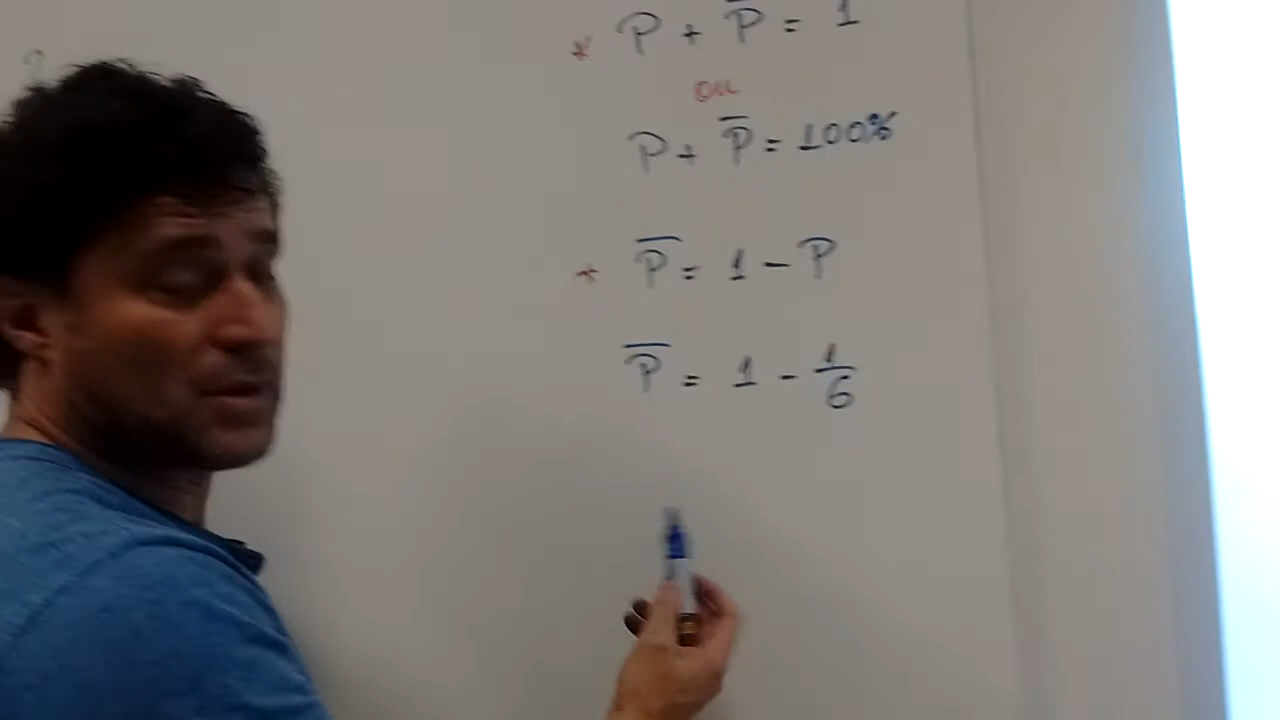 * P + P̅ = 1
ou
P + P̅ = 100%
* P̅ = 1 - P
P̅ = 1 - 1/6